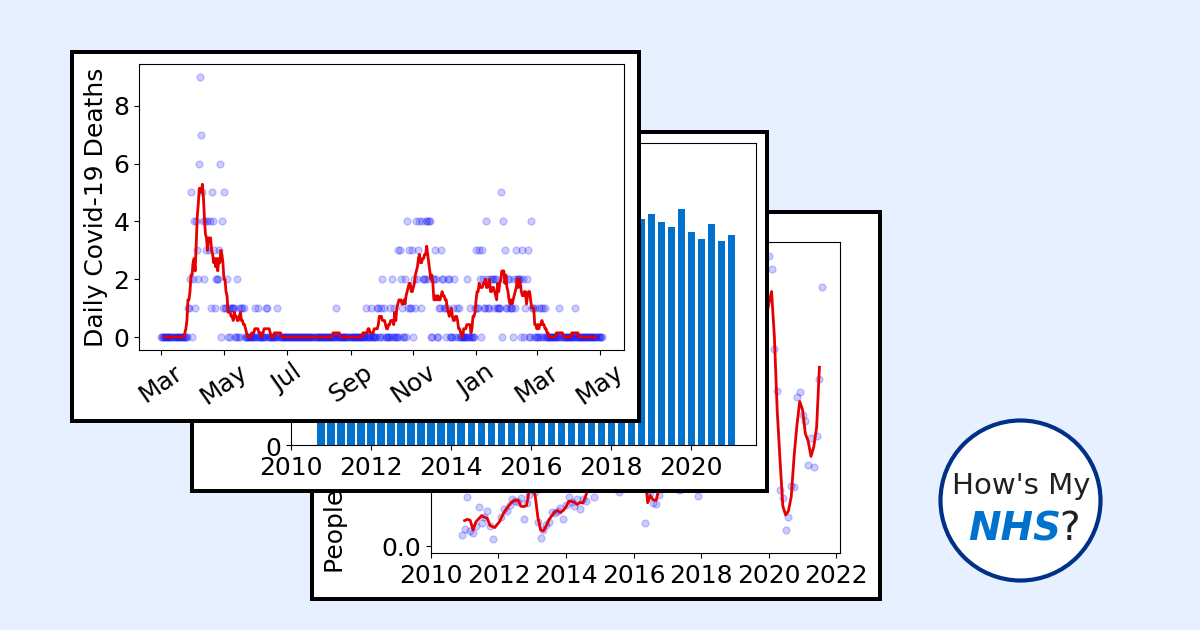 Daily Covid-19 Deaths
8
6
4
2
0
Mar May Jul Sep Nov Jan Mar May
0
2010 2012 2014 2016 2018 2020
People
0.0
2010 2012 2014 2016 2018 2020 2022
How's My
NHS?